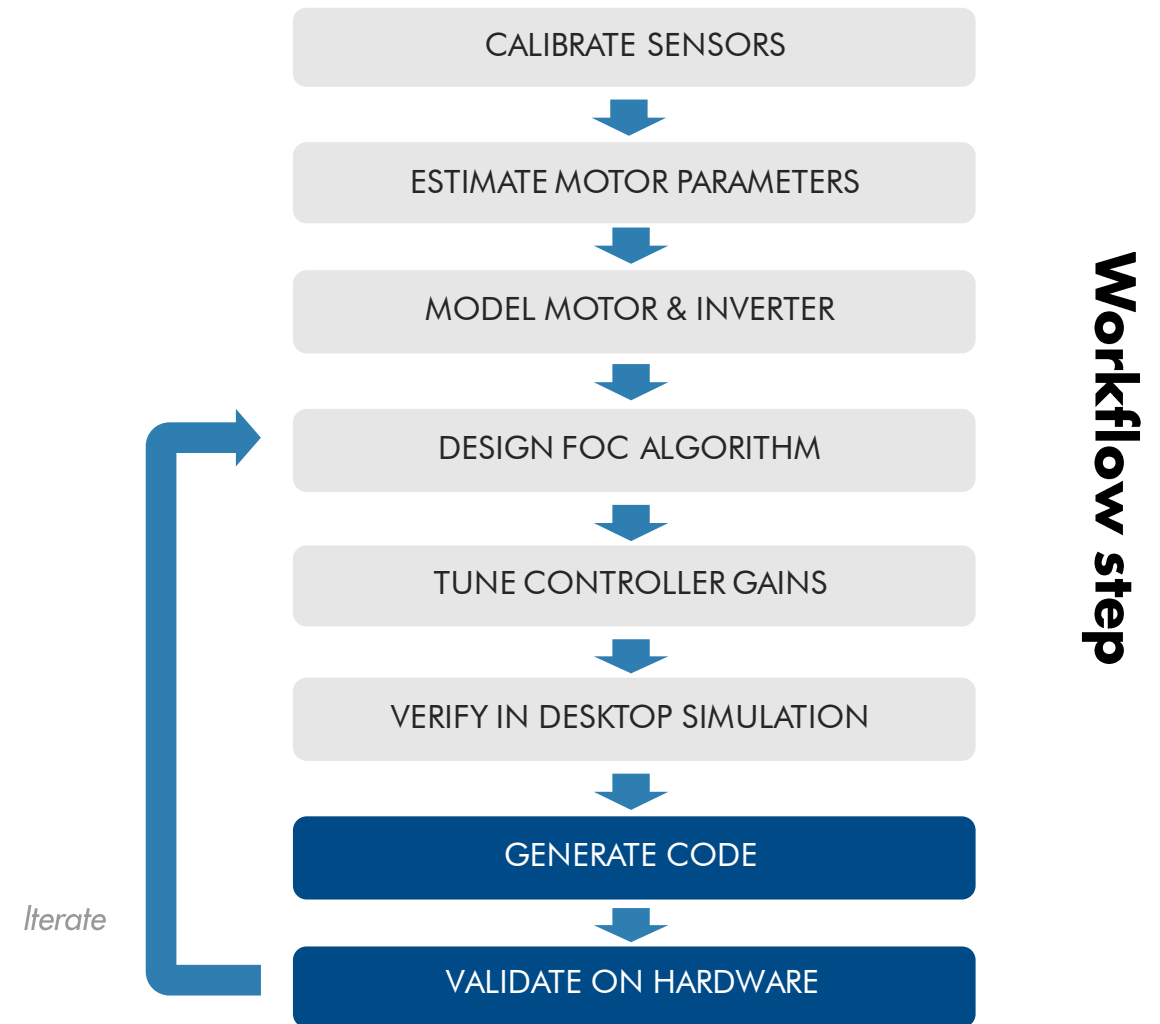 CALIBRATE SENSORS
ESTIMATE MOTOR PARAMETERS
MODEL MOTOR & INVERTER
DESIGN FOC ALGORITHM
TUNE CONTROLLER GAINS
VERIFY IN DESKTOP SIMULATION
GENERATE CODE
Iterate
VALIDATE ON HARDWARE
Workflow step